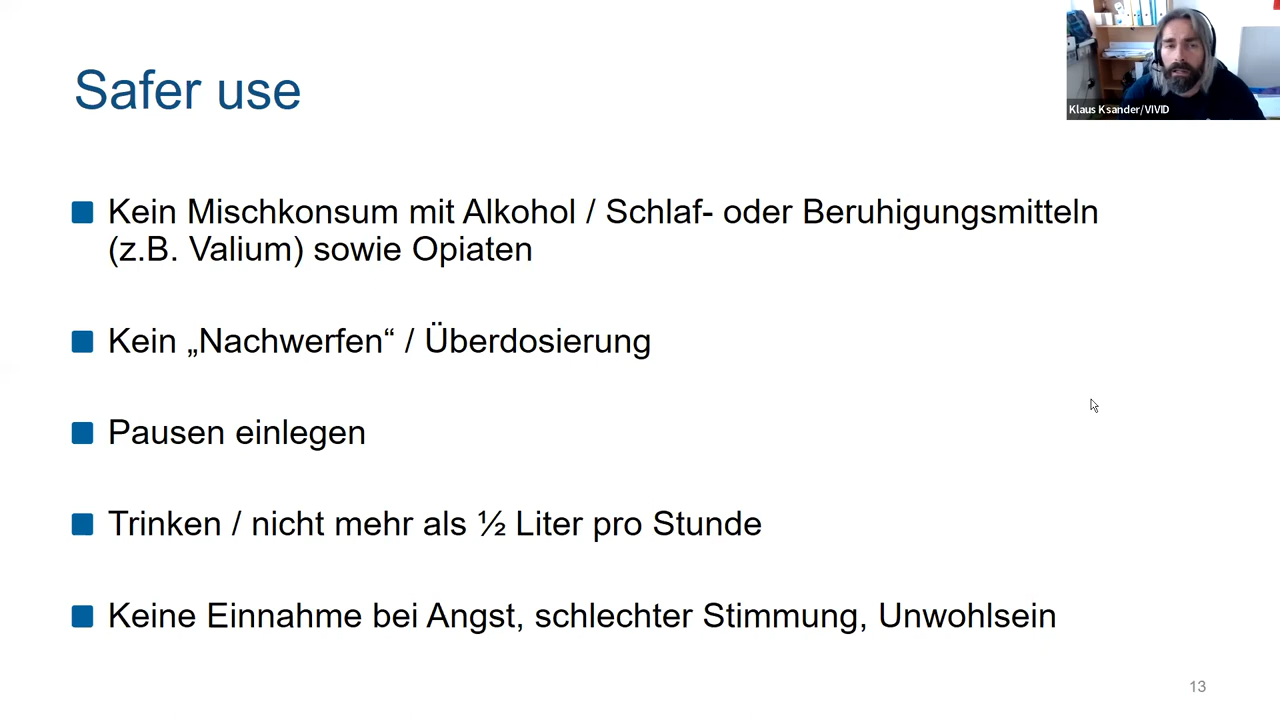 Safer use
Klaus Ksander/VIVID
Kein Mischkonsum mit Alkohol / Schlaf- oder Beruhigungsmitteln
(z.B. Valium) sowie Opiaten
Kein „Nachwerfen“ / Überdosierung
Pausen einlegen
Trinken / nicht mehr als ½ Liter pro Stunde
Keine Einnahme bei Angst, schlechter Stimmung, Unwohlsein
13